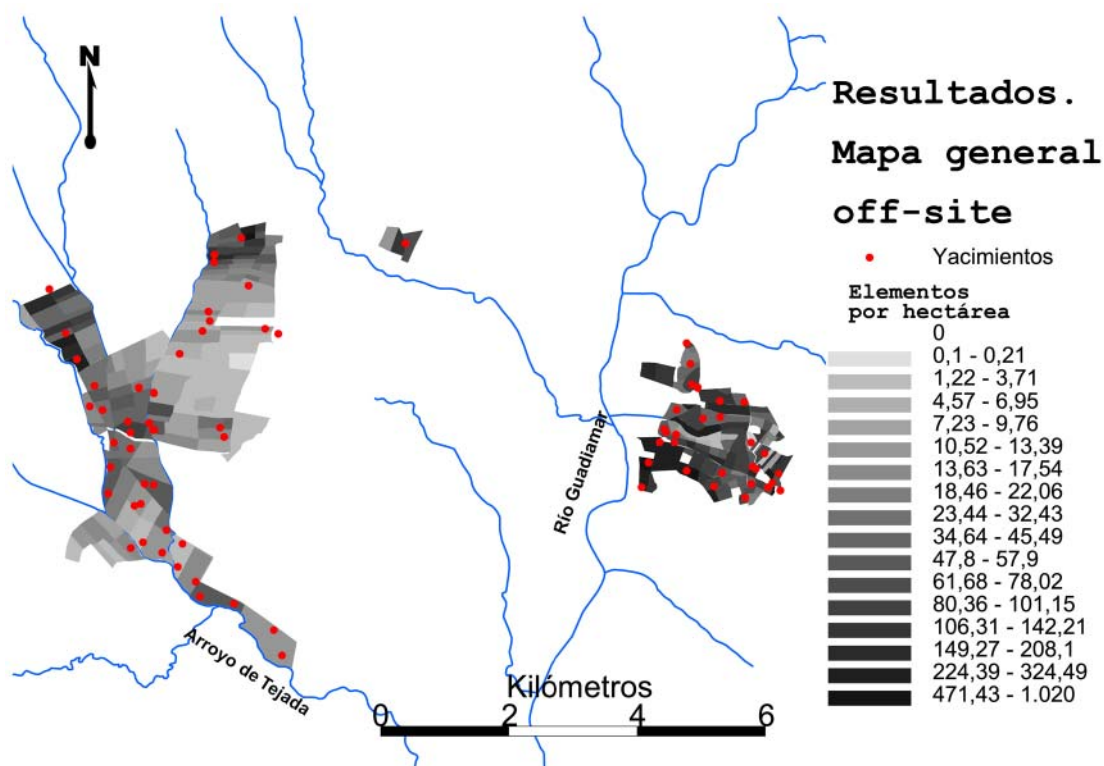 N
Resultados.
Mapa general
off-site
Yacimientos
Elementos
por hectárea
0
0,1 - 0,21
1,22 - 3,71
4,57 - 6,95
7,23 - 9,76
10,52 - 13,39
13,63 - 17,54
18,46 - 22,06
23,44 - 32,43
34,64 - 45,49
47,8 - 57,9
61,68 - 78,02
80,36 - 101,15
106,31 - 142,21
149,27 - 208,1
224,39 - 324,49
471,43 - 1.020
Río Guadiamar
Arroyo de Tejada
Kilómetros
0 2 4 6